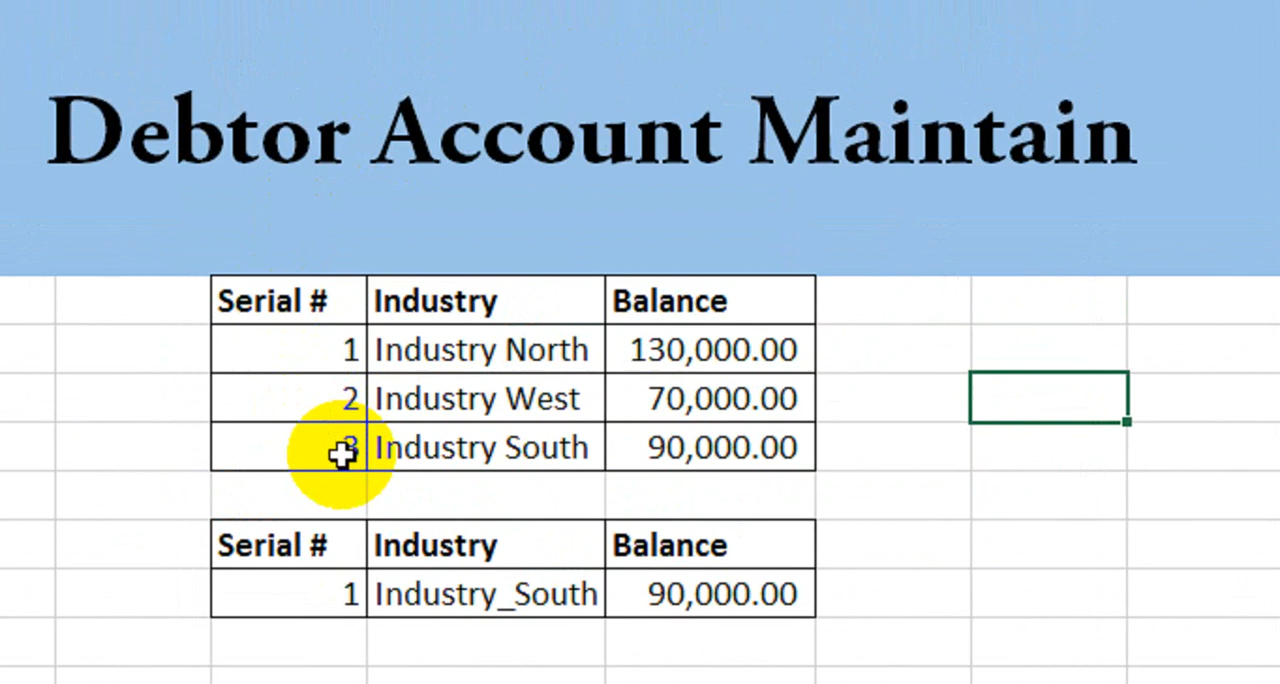 Debtor Account Maintain
Serial # Industry Balance
1 Industry North 130,000.00
2 Industry West 70,000.00
3 Industry South 90,000.00
Serial # Industry Balance
1 Industry_South 90,000.00